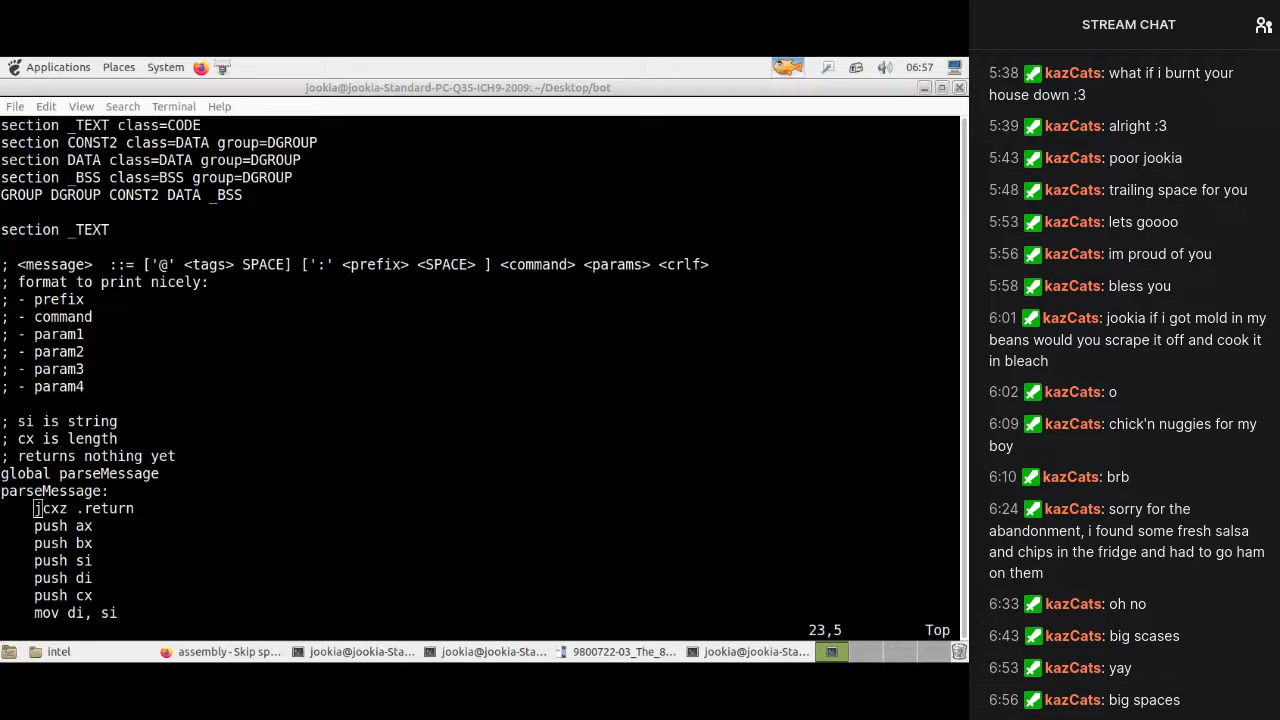 Applications Places System 06:57
jookia@jookia-Standard-PC-Q35-ICH9-2009: ~/Desktop/bot
File Edit View Search Terminal Help
section _TEXT class=CODE
section CONST2 class=DATA group=DGROUP
section DATA class=DATA group=DGROUP
section _BSS class=BSS group=DGROUP
GROUP DGROUP CONST2 DATA _BSS
section _TEXT
; <message>  ::= ['@' <tags> SPACE] [':' <prefix> <SPACE> ] <command> <params> <crlf>
; format to print nicely:
; - prefix
; - command
; - param1
; - param2
; - param3
; - param4
; si is string
; cx is length
; returns nothing yet
global parseMessage
parseMessage:
    jcxz .return
    push ax
    push bx
    push si
    push di
    push cx
    mov di, si
23,5 Top
intel assembly - Skip sp... jookia@jookia-Sta... jookia@jookia-Sta... 9800722-03_The_8... jookia@jookia-Sta...
STREAM CHAT
5:38 kazCats: what if i burnt your
house down :3
5:39 kazCats: alright :3
5:43 kazCats: poor jookia
5:48 kazCats: trailing space for you
5:53 kazCats: lets goooo
5:56 kazCats: im proud of you
5:58 kazCats: bless you
6:01 kazCats: jookia if i got mold in my
beans would you scrape it off and cook it
in bleach
6:02 kazCats: o
6:09 kazCats: chick'n nuggies for my
boy
6:10 kazCats: brb
6:24 kazCats: sorry for the
abandonment, i found some fresh salsa
and chips in the fridge and had to go ham
on them
6:33 kazCats: oh no
6:43 kazCats: big scases
6:53 kazCats: yay
6:56 kazCats: big spaces